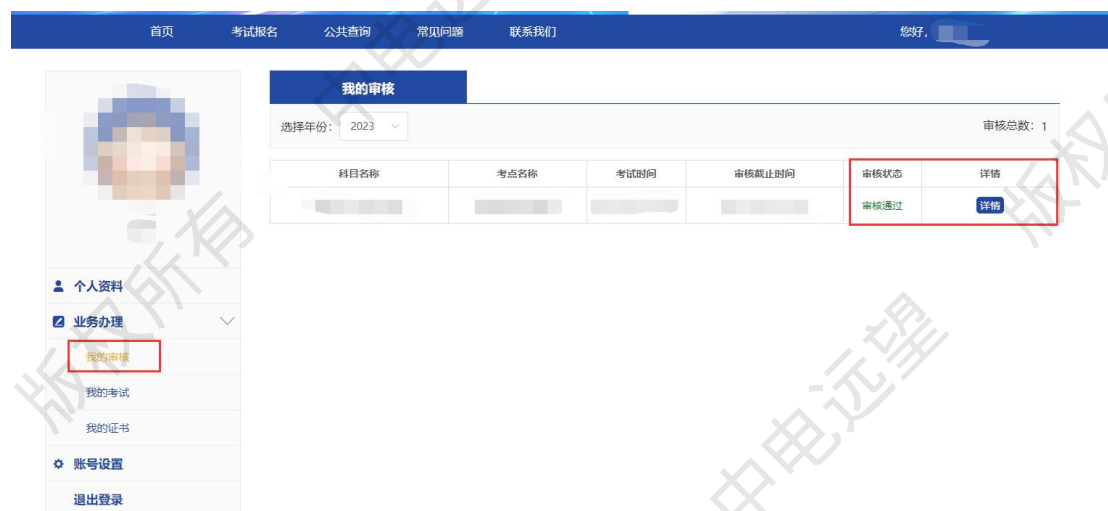 首页 考试报名 公共查询 常见问题 联系我们 您好，
我的审核
选择年份： 2023 审核总数：1
科目名称 考点名称 考试时间 审核截止时间 审核状态 详情
审核通过 详情
个人资料
业务办理
我的审核
我的考试
我的证书
账号设置
退出登录
版权所有
中电远望
中电远望
版权